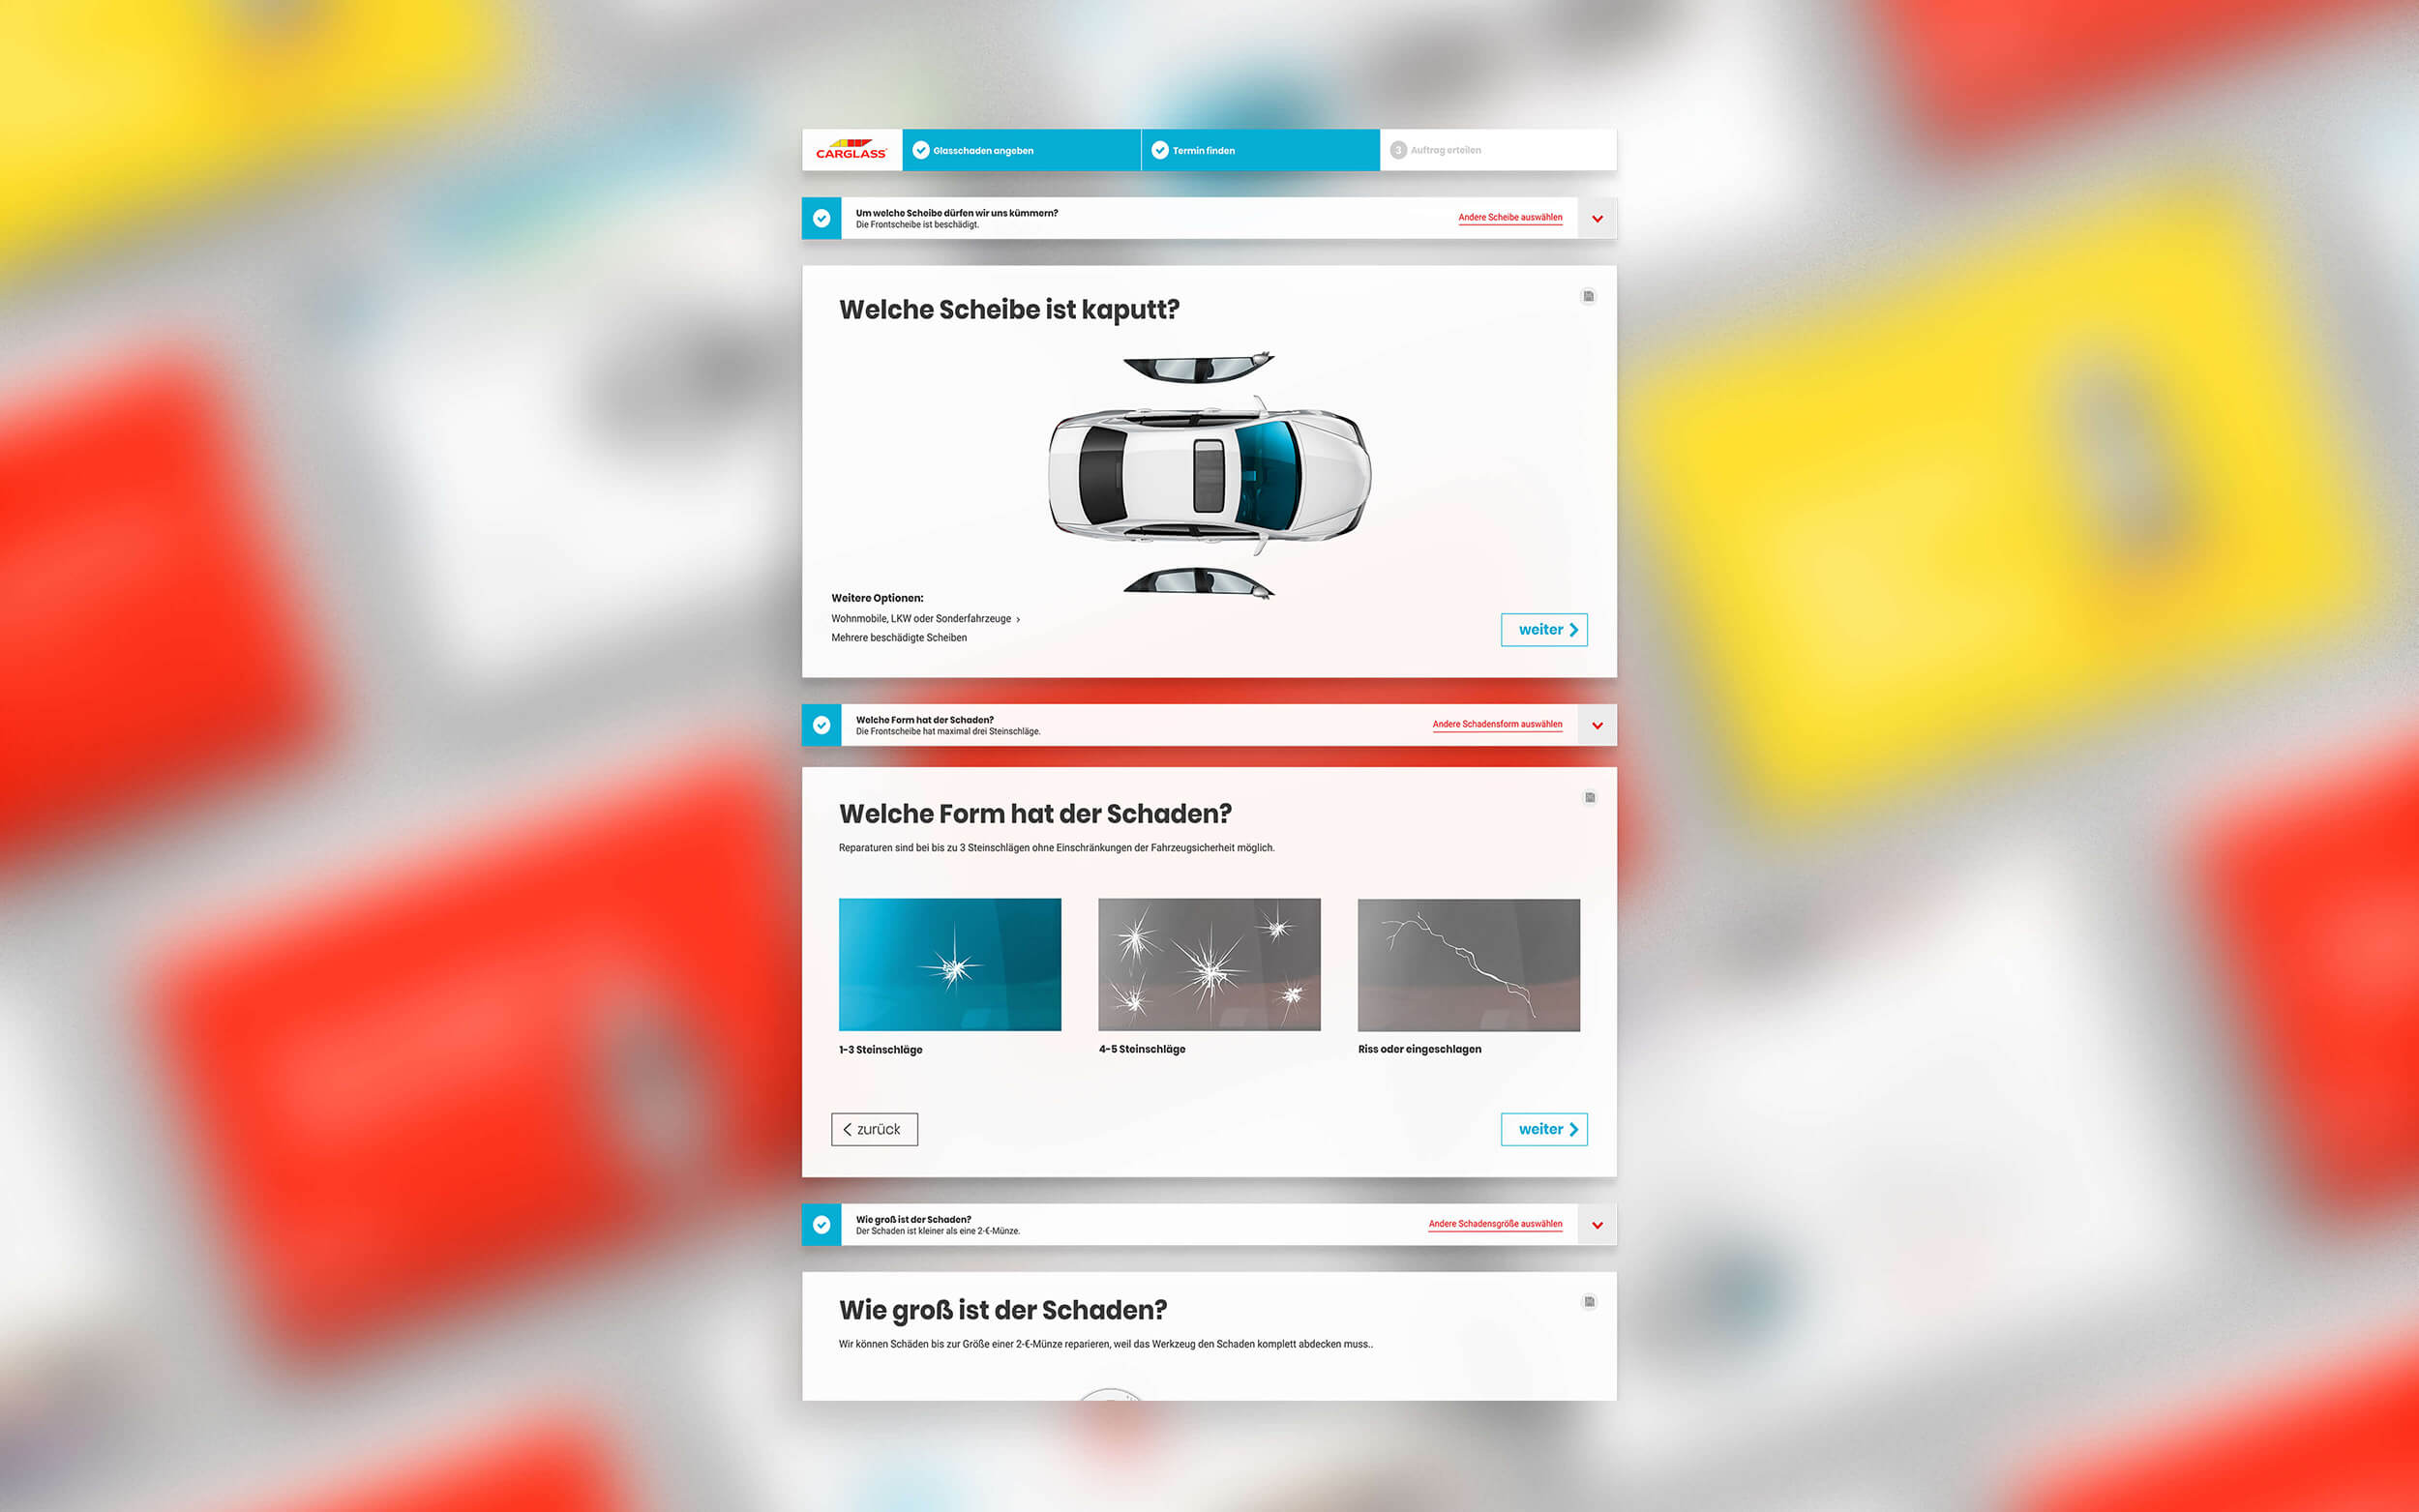 CARGLASS
Glasschaden angeben
Termin finden
3 Auftrag erteilen
Um welche Scheibe dürfen wir uns kümmern?
Die Frontscheibe ist beschädigt.
Andere Scheibe auswählen
Welche Scheibe ist kaputt?
Weitere Optionen:
Wohnmobile, LKW oder Sonderfahrzeuge
Mehrere beschädigte Scheiben
weiter
Welche Form hat der Schaden?
Die Frontscheibe hat maximal drei Steinschläge.
Andere Schadensform auswählen
Welche Form hat der Schaden?
Reparaturen sind bei bis zu 3 Steinschlägen ohne Einschränkungen der Fahrzeugsicherheit möglich.
1-3 Steinschläge
4-5 Steinschläge
Riss oder eingeschlagen
zurück
weiter
Wie groß ist der Schaden?
Der Schaden ist kleiner als eine 2-€-Münze.
Andere Schadensgröße auswählen
Wie groß ist der Schaden?
Wir können Schäden bis zur Größe einer 2-€-Münze reparieren, weil das Werkzeug den Schaden komplett abdecken muss..